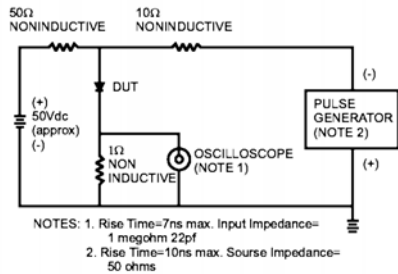 50Ω
NONINDUCTIVE
10Ω
NONINDUCTIVE
(+)
50Vdc
(approx)
(-)
DUT
1Ω
NON
INDUCTIVE
OSCILLOSCOPE
(NOTE 1)
(-)
PULSE
GENERATOR
(NOTE 2)
(+)
NOTES: 1. Rise Time=7ns max. Input Impedance=
1 megohm 22pf
2. Rise Time=10ns max. Sourse Impedance=
50 ohms